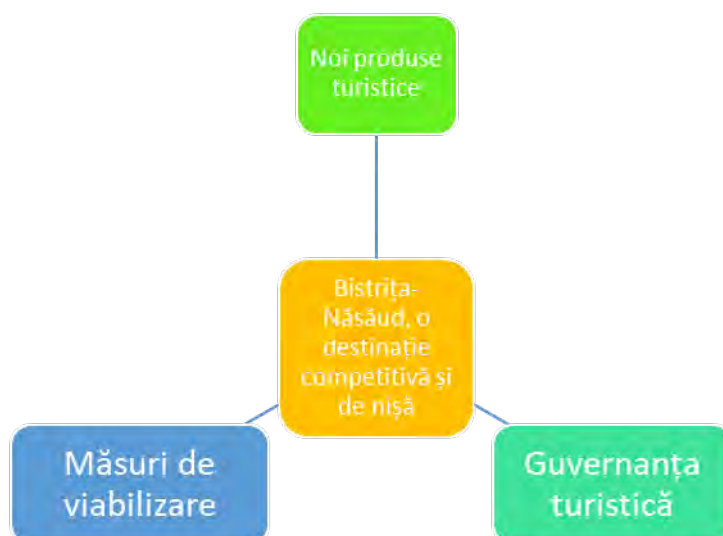 Noi produse
turistice
Bistrița-
Năsăud, o
destinație
competitivă și
de nișă
Măsuri de
viabilizare
Guvernanța
turistică